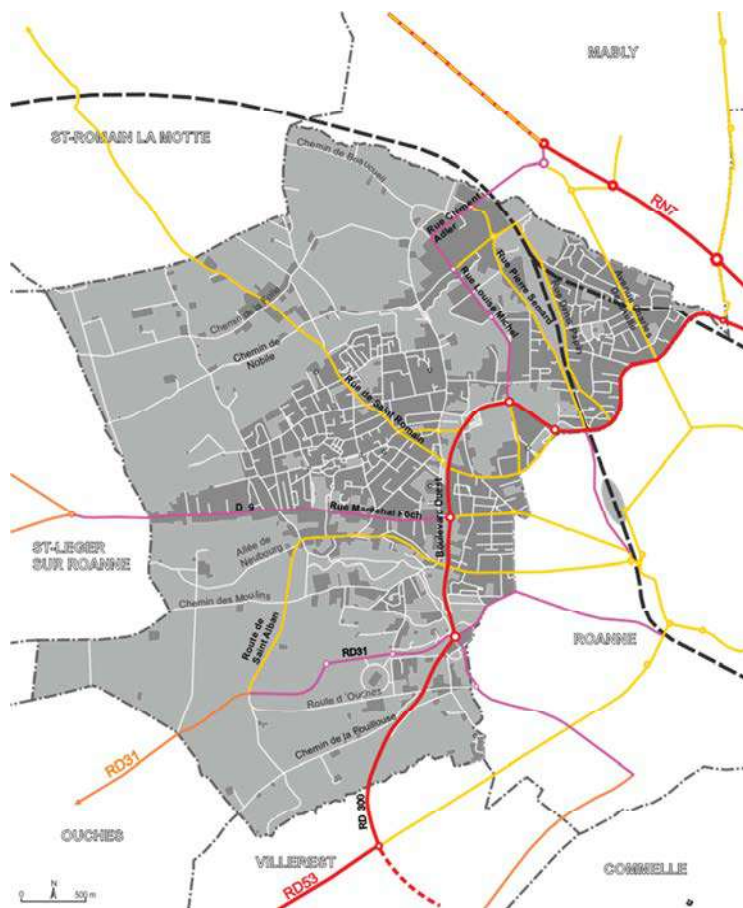 MABLY
ST-ROMAIN LA MOTTE
Chemin de
RN7
Rue Clément
Adler
Rue Pierre Semard
Rue Louise Michel
Chemin de
Noble
Rue de Saint Romain
D 9
Rue Maréchal Foch
Boulevard Ouest
ST-LEGER
SUR ROANNE
Allée de
Neubourg
Chemin des Moulins
Route de
Saint Alban
ROANNE
RD31
Route d'Ouches
Chemin de la Pouillouse
RD31
RD 300
OUCHES
VILLEREST
COMMELLE
RD53
N
0 500 m